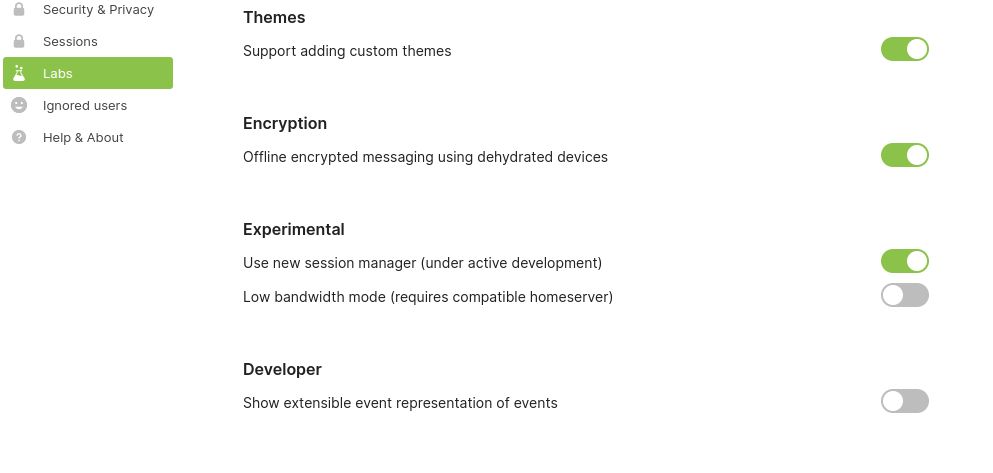 Security & Privacy
Sessions
Labs
Ignored users
Help & About
Themes
Support adding custom themes
Encryption
Offline encrypted messaging using dehydrated devices
Experimental
Use new session manager (under active development)
Low bandwidth mode (requires compatible homeserver)
Developer
Show extensible event representation of events